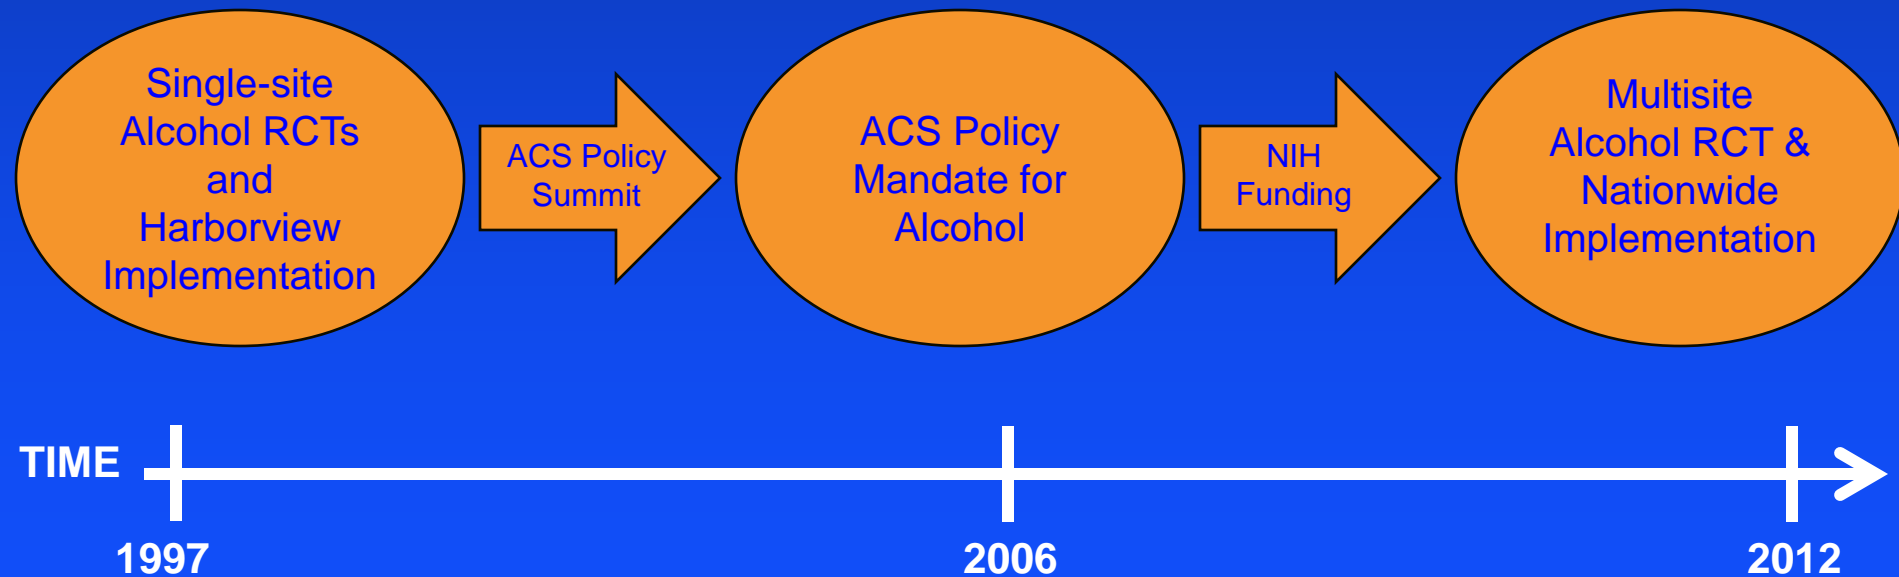 Single-site
Alcohol RCTs
and
Harborview
Implementation
ACS Policy
Summit
ACS Policy
Mandate for
Alcohol
NIH
Funding
Multisite
Alcohol RCT &
Nationwide
Implementation
TIME
1997
2006
2012